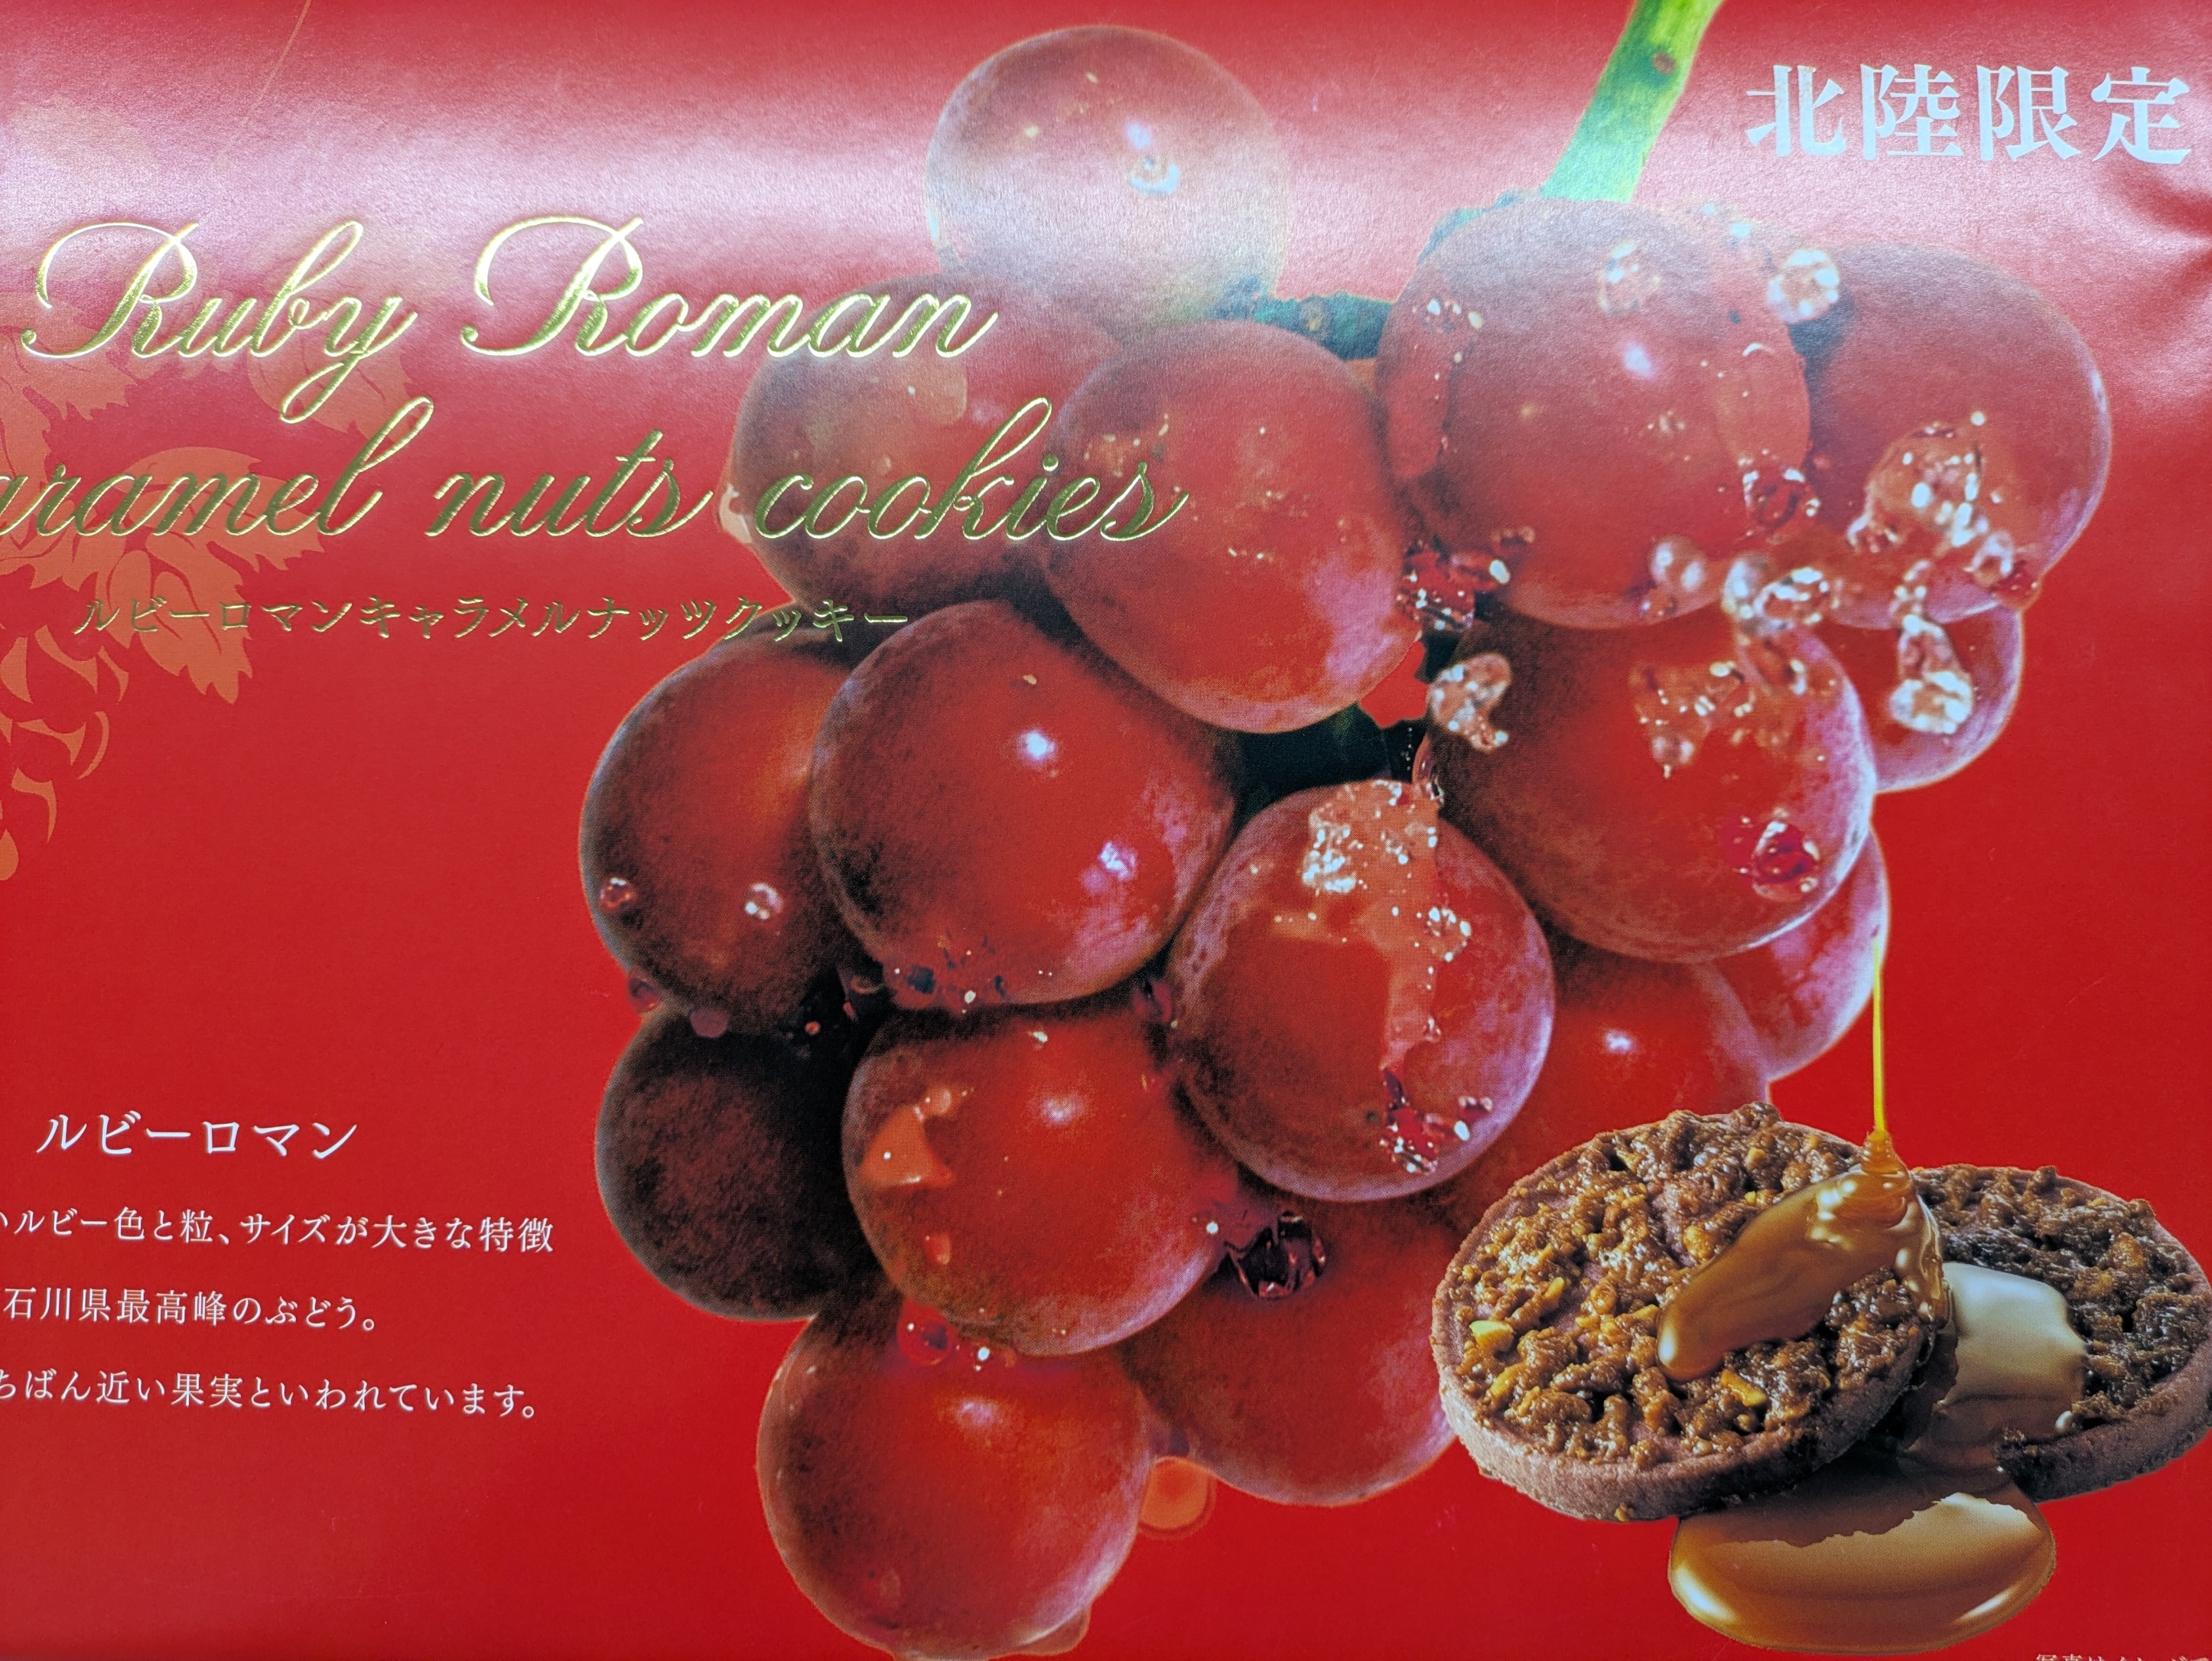 北陸限定
Ruby Roman
aramel nuts cookies
ルビーロマンキャラメルナッツクッキー
ルビーロマン
いルビー色と粒、サイズが大きな特徴
石川県最高峰のぶどう。
ちばん近い果実といわれています。